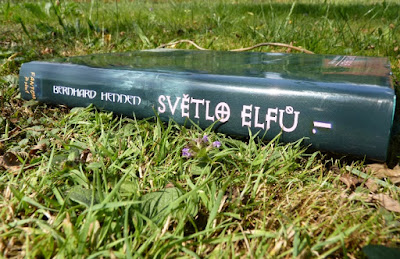 BERNHARD HENNEN
SVĚTLO ELFŮ